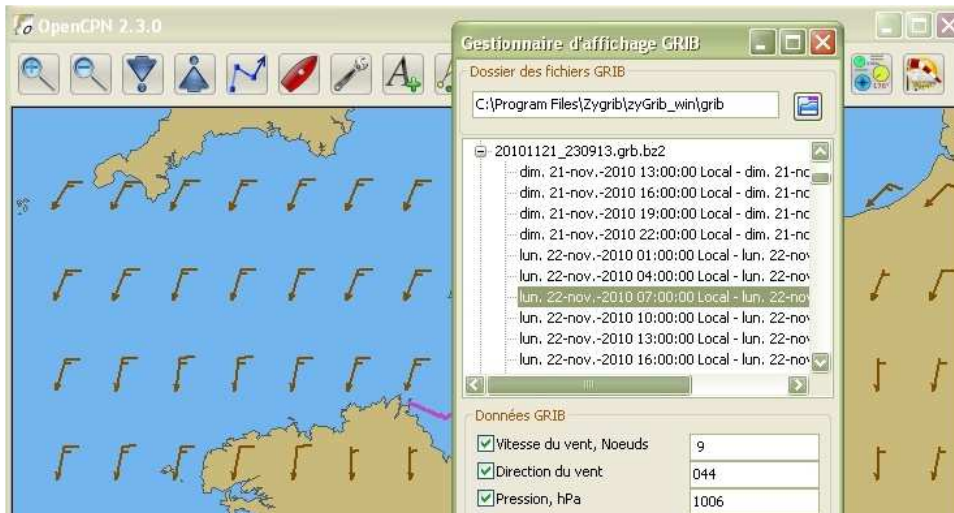 OpenCPN 2.3.0
Gestionnaire d'affichage GRIB
Dossier des fichiers GRIB
C:\Program Files\Zygrib\zyGrib_win\grib
20101121_230913.grb.bz2
dim. 21-nov.-2010 13:00:00 Local - dim. 21-no
dim. 21-nov.-2010 16:00:00 Local - dim. 21-no
dim. 21-nov.-2010 19:00:00 Local - dim. 21-no
dim. 21-nov.-2010 22:00:00 Local - dim. 21-no
lun. 22-nov.-2010 01:00:00 Local - lun. 22-nov
lun. 22-nov.-2010 04:00:00 Local - lun. 22-nov
lun. 22-nov.-2010 07:00:00 Local - lun. 22-nov
lun. 22-nov.-2010 10:00:00 Local - lun. 22-nov
lun. 22-nov.-2010 13:00:00 Local - lun. 22-nov
lun. 22-nov.-2010 16:00:00 Local - lun. 22-nov
Données GRIB
Vitesse du vent, Noeuds 9
Direction du vent 044
Pression, hPa 1006